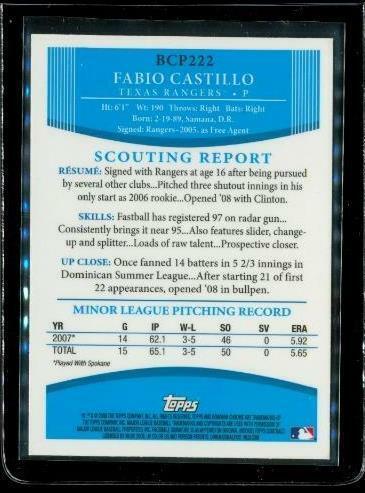 BCP222
FABIO CASTILLO
TEXAS RANGERS • P
Ht: 6'1" Wt: 190 Throws: Right Bats: Right
Born: 2-19-89, Samana, D.R.
Signed: Rangers–2005, as Free Agent
SCOUTING REPORT
RÉSUMÉ: Signed with Rangers at age 16 after being pursued
by several other clubs...Pitched three shutout innings in his
only start as 2006 rookie...Opened '08 with Clinton.
SKILLS: Fastball has registered 97 on radar gun...
Consistently brings it near 95...Also features slider, change-
up and splitter...Loads of raw talent...Prospective closer.
UP CLOSE: Once fanned 14 batters in 5 2/3 innings in
Dominican Summer League...After starting 21 of first
22 appearances, opened '08 in bullpen.
MINOR LEAGUE PITCHING RECORD
YR G IP W-L SO SV ERA
2007* 14 62.1 3-5 46 0 5.92
TOTAL 15 65.1 3-5 50 0 5.65
*Played With Spokane
Topps